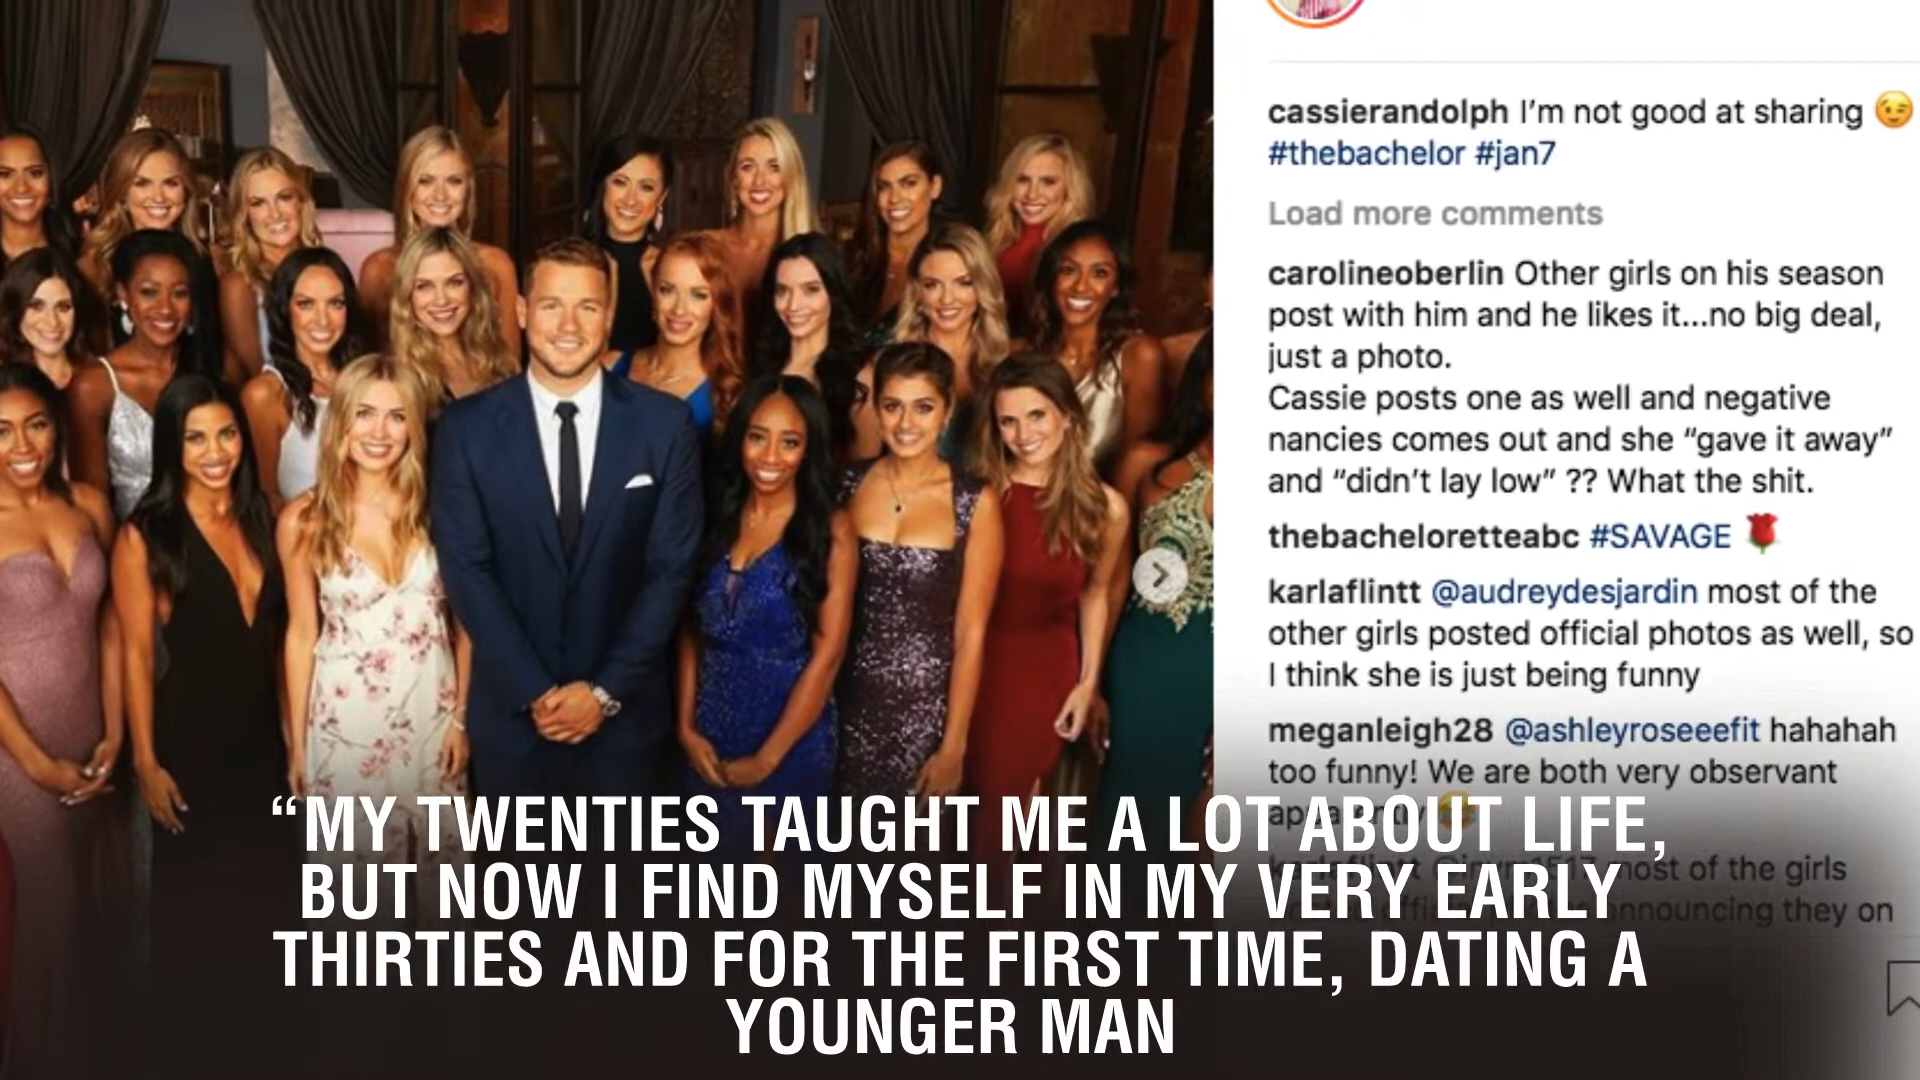 cassierandolph I'm not good at sharing 😉
#thebachelor #jan7
Load more comments
carolineoberlin Other girls on his season
post with him and he likes it...no big deal,
just a photo.
Cassie posts one as well and negative
nancies comes out and she “gave it away”
and “didn't lay low” ?? What the shit.
thebacheloretteabc #SAVAGE 🌹
karlaflintt @audreydesjardin most of the
other girls posted official photos as well, so
I think she is just being funny
meganleigh28 @ashleyroseeefit hahahah
too funny! We are both very observant
most of the girls
announcing they on
“MY TWENTIES TAUGHT ME A LOT ABOUT LIFE,
BUT NOW I FIND MYSELF IN MY VERY EARLY
THIRTIES AND FOR THE FIRST TIME, DATING A
YOUNGER MAN